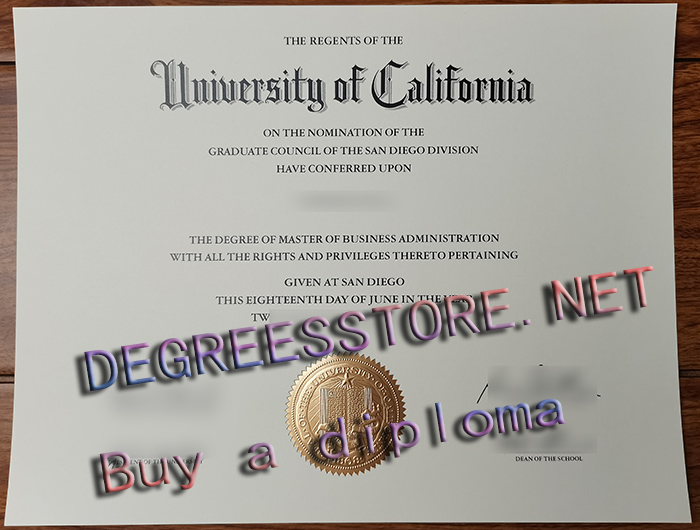 THE REGENTS OF THE
University of California
ON THE NOMINATION OF THE
GRADUATE COUNCIL OF THE SAN DIEGO DIVISION
HAVE CONFERRED UPON
THE DEGREE OF MASTER OF BUSINESS ADMINISTRATION
WITH ALL THE RIGHTS AND PRIVILEGES THERETO PERTAINING
GIVEN AT SAN DIEGO
THIS EIGHTEENTH DAY OF JUNE IN THE YEAR
TW
DEGREESSTORE.NET
Buy a diploma
DEAN OF THE SCHOOL